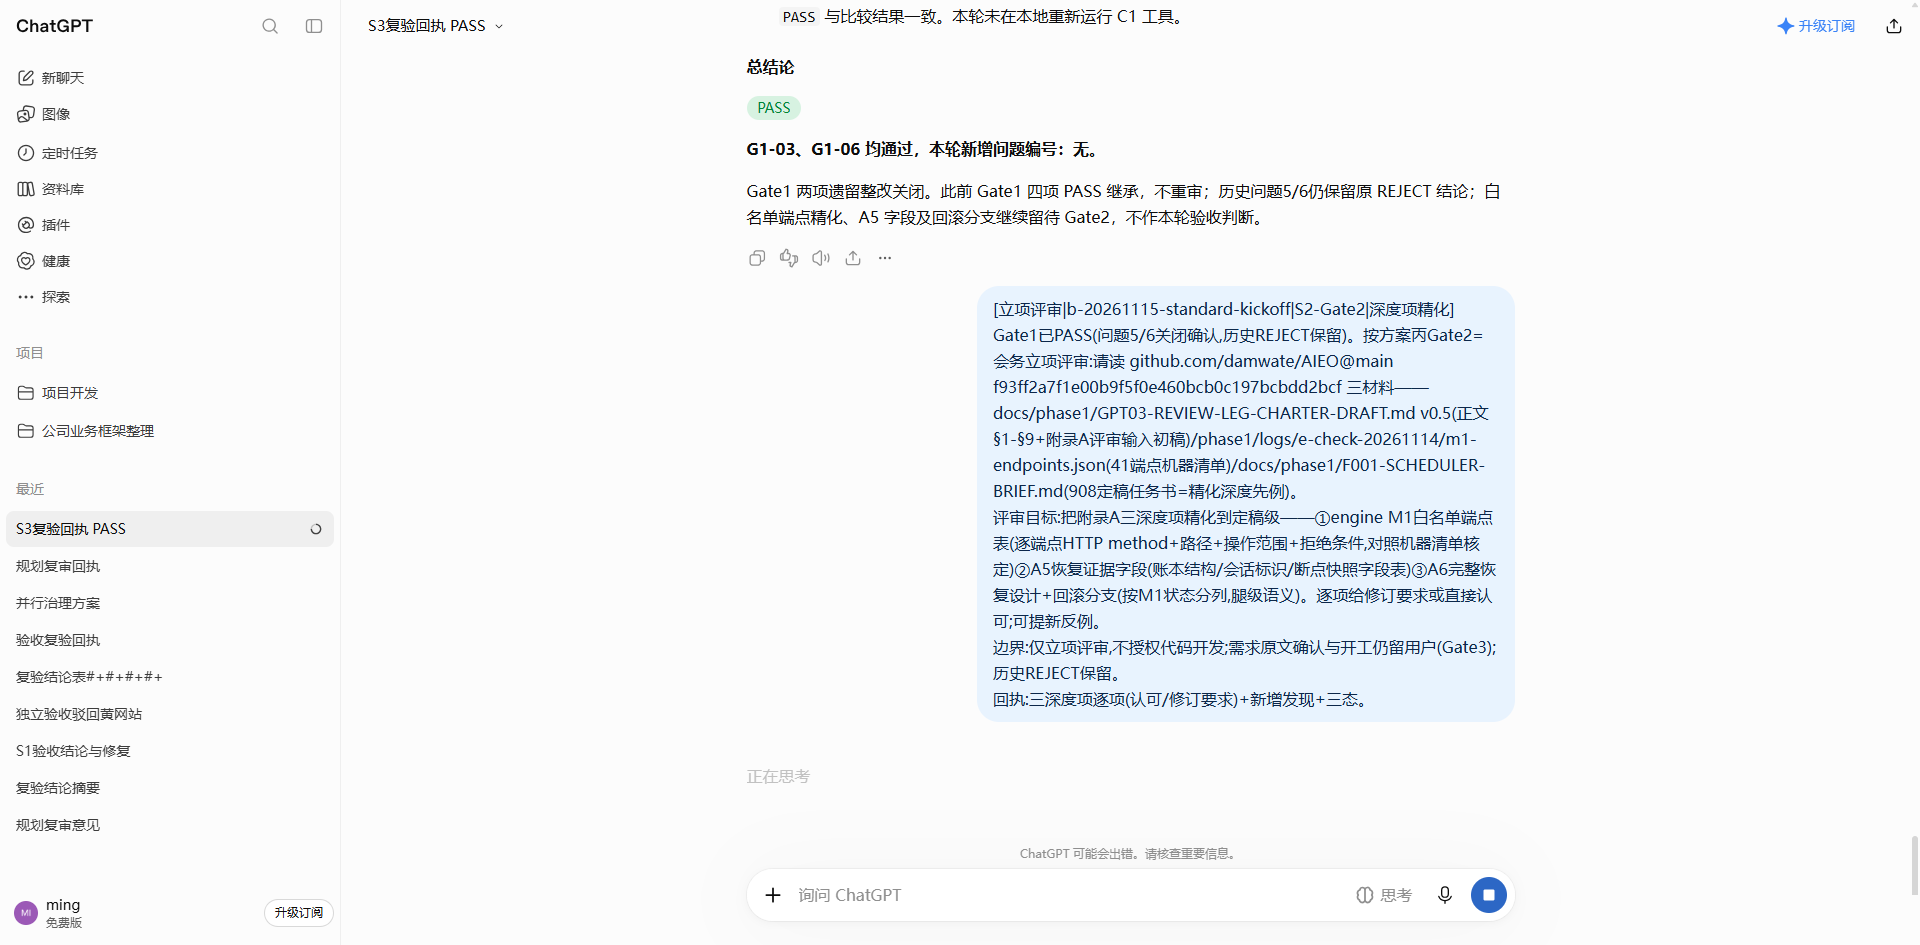 ChatGPT
新聊天
图像
定时任务
资料库
插件
健康
探索
项目
项目开发
公司业务框架整理
最近
S3复验回执 PASS
规划复审回执
并行治理方案
验收复验回执
复验结论表#+#+#+#+
独立验收驳回黄网站
S1验收结论与修复
复验结论摘要
规划复审意见
MI
ming
免费版
升级订阅
S3复验回执 PASS
升级订阅
PASS 与比较结果一致。本轮未在本地重新运行 C1 工具。
总结论
PASS
G1-03、G1-06 均通过，本轮新增问题编号：无。
Gate1 两项遗留整改关闭。此前 Gate1 四项 PASS 继承，不重审；历史问题5/6仍保留原 REJECT 结论；白
名单端点精化、A5 字段及回滚分支继续留待 Gate2，不作本轮验收判断。
[立项评审|b-20261115-standard-kickoff|S2-Gate2|深度项精化]
Gate1已PASS(问题5/6关闭确认,历史REJECT保留)。按方案丙Gate2=
会务立项评审:请读 github.com/damwate/AIEO@main
f93ff2a7f1e00b9f5f0e460bcb0c197bcbdd2bcf 三材料——
docs/phase1/GPT03-REVIEW-LEG-CHARTER-DRAFT.md v0.5(正文
§1-§9+附录A评审输入初稿)/phase1/logs/e-check-20261114/m1-
endpoints.json(41端点机器清单)/docs/phase1/F001-SCHEDULER-
BRIEF.md(908定稿任务书=精化深度先例)。
评审目标:把附录A三深度项精化到定稿级——①engine M1白名单端点
表(逐端点HTTP method+路径+操作范围+拒绝条件,对照机器清单核
定)②A5恢复证据字段(账本结构/会话标识/断点快照字段表)③A6完整恢
复设计+回滚分支(按M1状态分列,腿级语义)。逐项给修订要求或直接认
可;可提新反例。
边界:仅立项评审,不授权代码开发;需求原文确认与开工仍留用户(Gate3);
历史REJECT保留。
回执:三深度项逐项(认可/修订要求)+新增发现+三态。
正在思考
ChatGPT 可能会出错。请核查重要信息。
询问 ChatGPT
思考